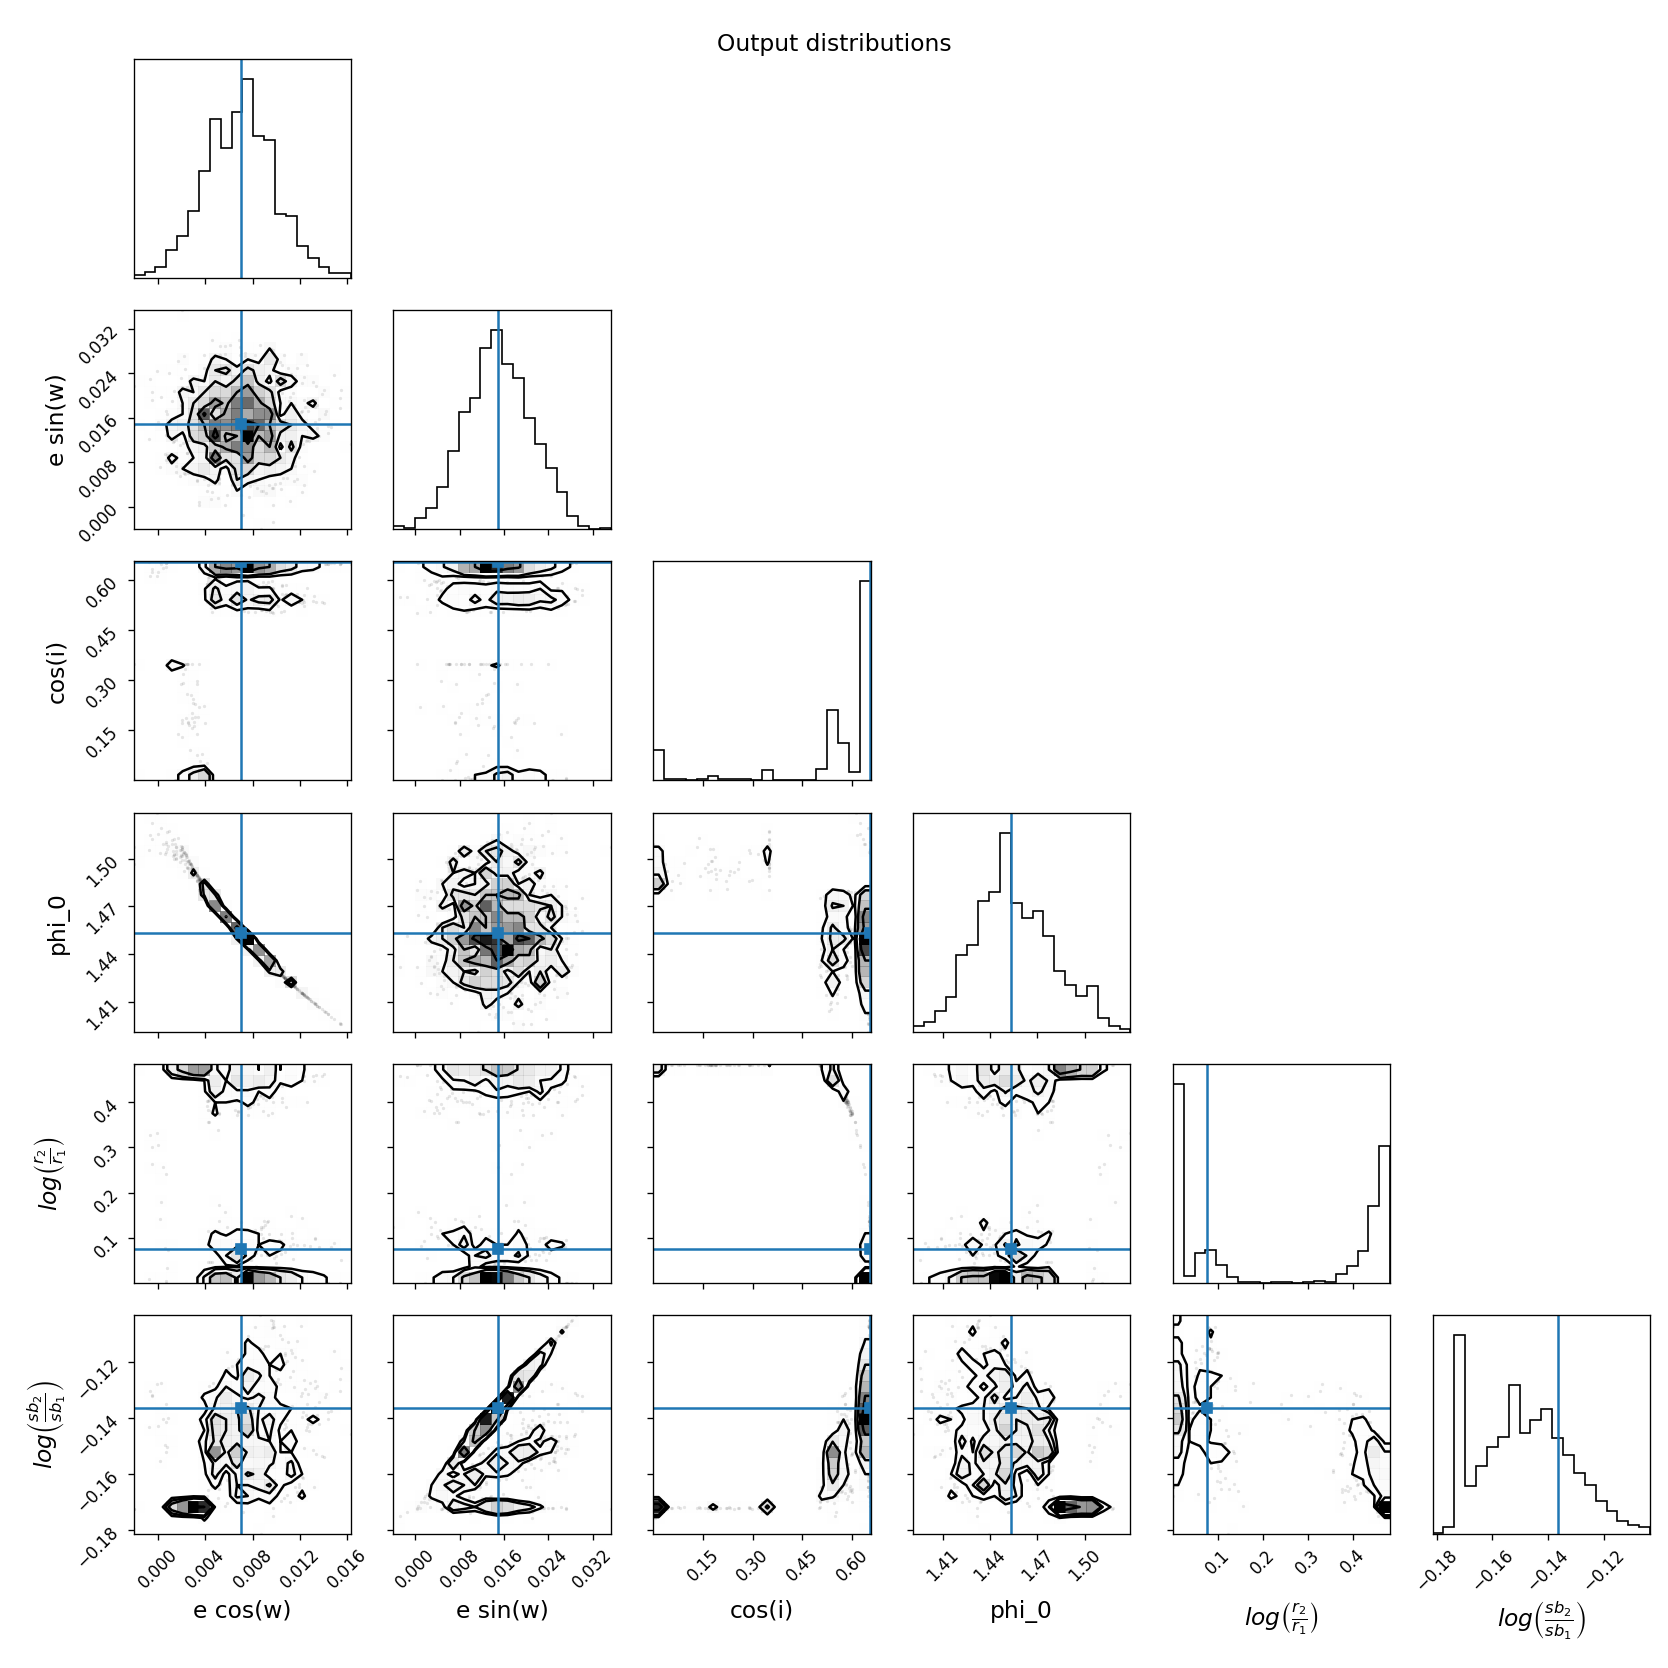 Output distributions
e sin(w)
0.032
0.024
0.016
0.008
0.000
cos(i)
0.60
0.45
0.30
0.15
phi_0
1.50
1.47
1.44
1.41
log(r₂/r₁)
0.4
0.3
0.2
0.1
log(sb₂/sb₁)
−0.12
−0.14
−0.16
−0.18
0.000 0.004 0.008 0.012 0.016
0.000 0.008 0.016 0.024 0.032
0.15 0.30 0.45 0.60
1.41 1.44 1.47 1.50
0.1 0.2 0.3 0.4
−0.18 −0.16 −0.14 −0.12
e cos(w) e sin(w) cos(i) phi_0 log(r₂/r₁) log(sb₂/sb₁)